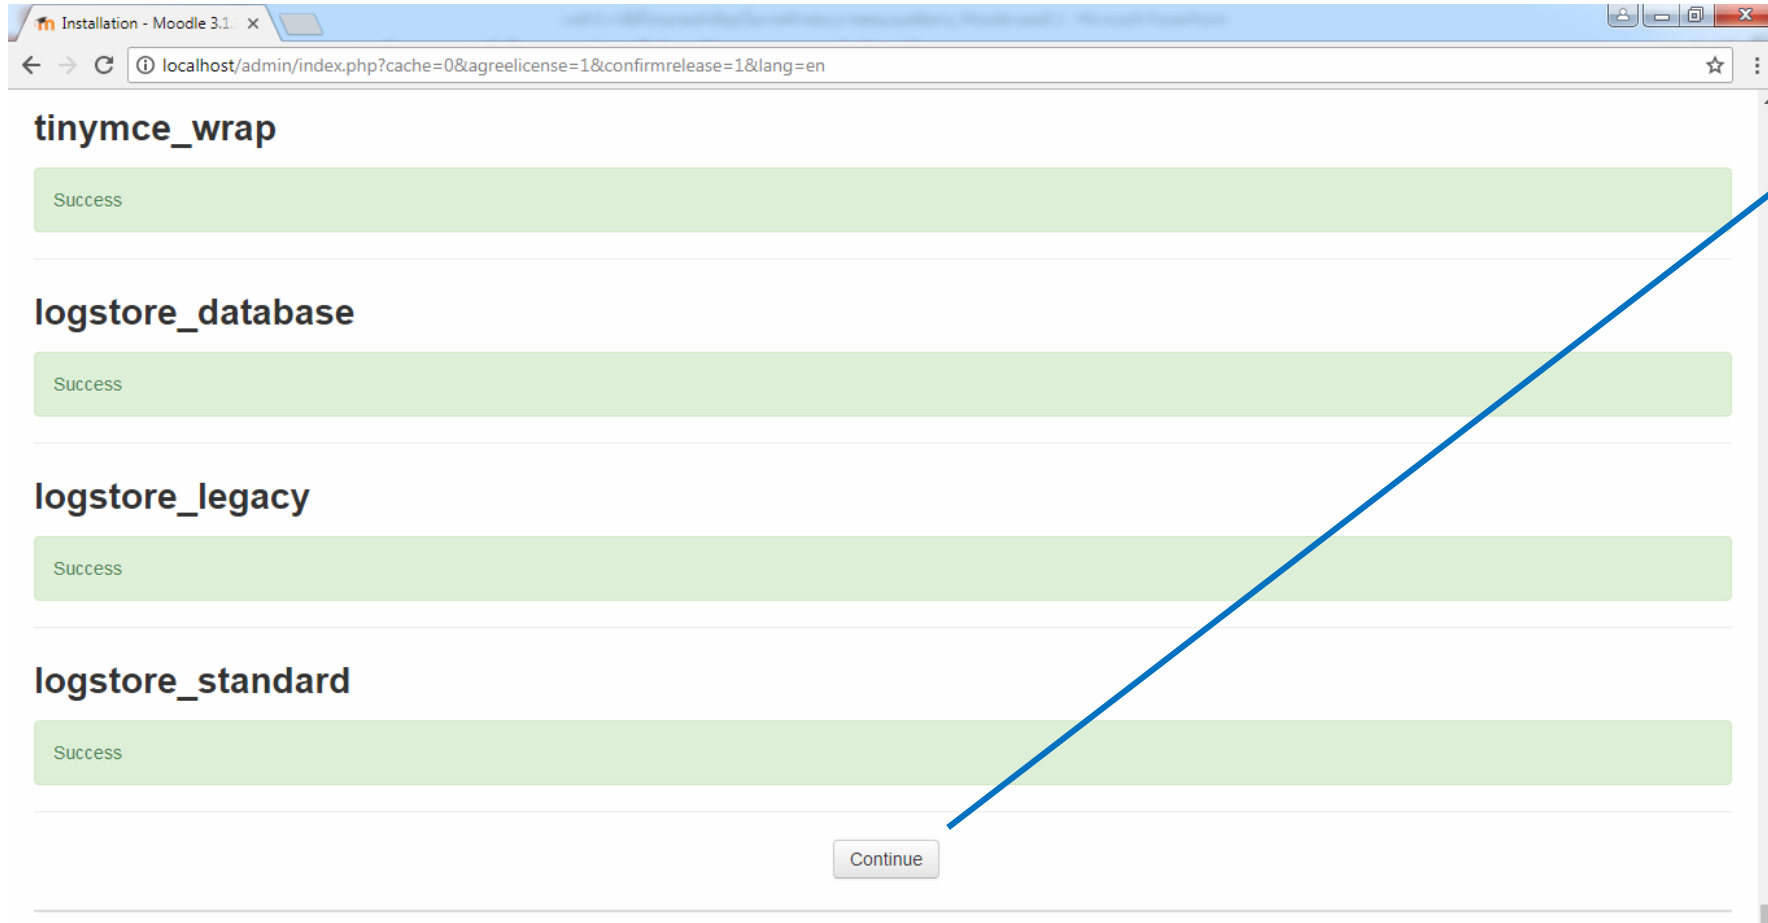 Installation - Moodle 3.1.
localhost/admin/index.php?cache=0&agreelicense=1&confirmrelease=1&lang=en
tinymce_wrap
Success
logstore_database
Success
logstore_legacy
Success
logstore_standard
Success
Continue